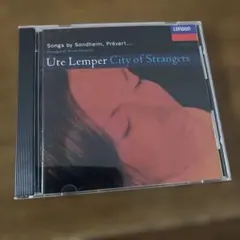 LONDON
Songs by Sondheim, Prévert...
Ute Lemper City of Strangers